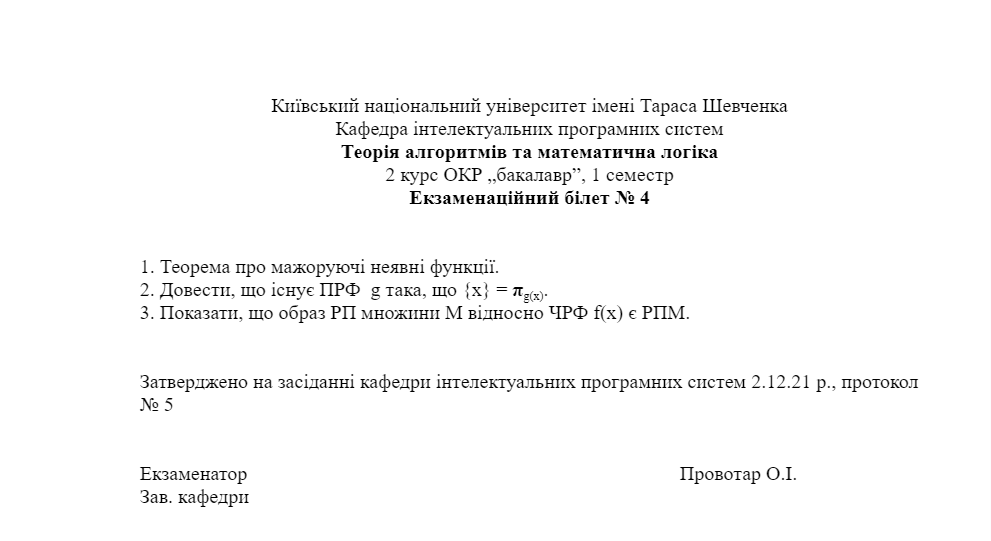 Київський національний університет імені Тараса Шевченка
Кафедра інтелектуальних програмних систем
Теорія алгоритмів та математична логіка
2 курс ОКР „бакалавр”, 1 семестр
Екзаменаційний білет № 4
1. Теорема про мажоруючі неявні функції.
2. Довести, що існує ПРФ g така, що {x} = π_g(x).
3. Показати, що образ РП множини M відносно ЧРФ f(x) є РПМ.
Затверджено на засіданні кафедри інтелектуальних програмних систем 2.12.21 р., протокол
№ 5
Екзаменатор Провотар О.І.
Зав. кафедри